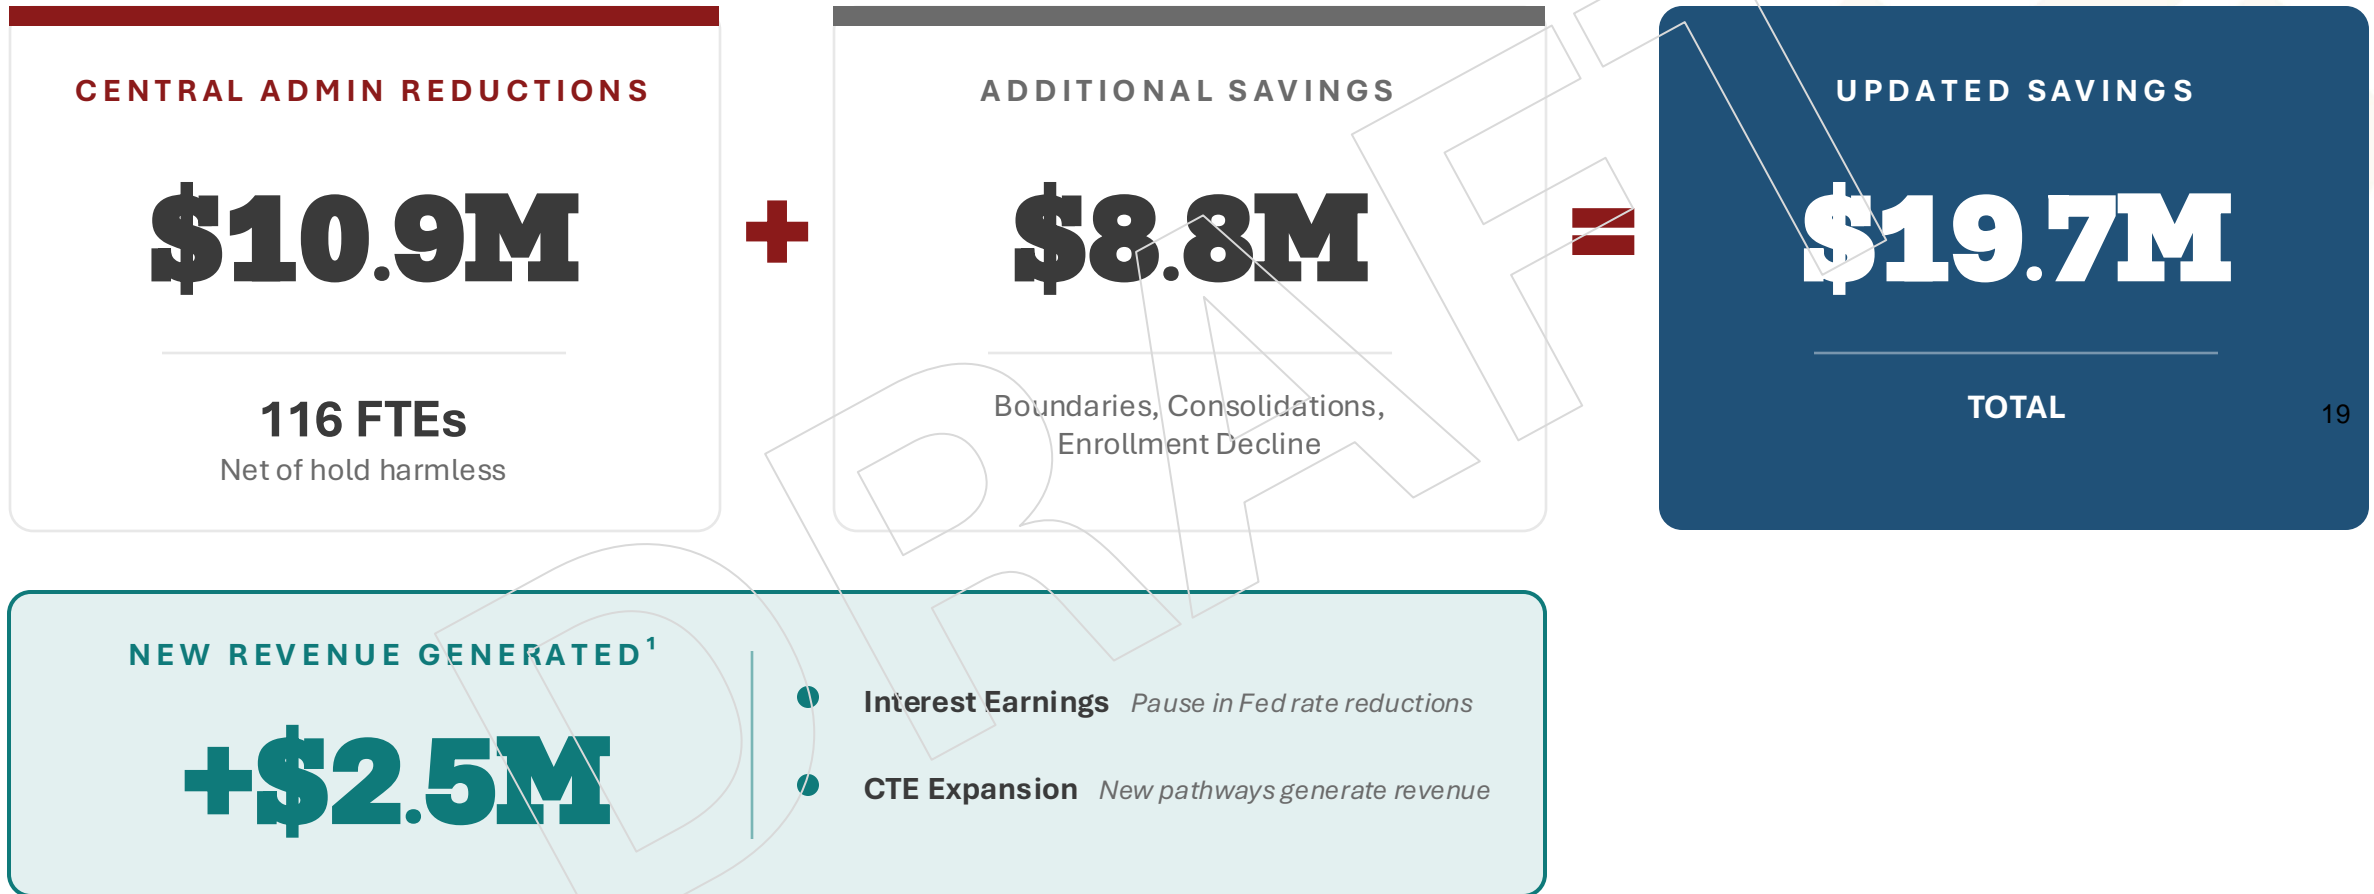 CENTRAL ADMIN REDUCTIONS
$10.9M
116 FTEs
Net of hold harmless
+
ADDITIONAL SAVINGS
$8.8M
Boundaries, Consolidations,
Enrollment Decline
=
UPDATED SAVINGS
$19.7M
TOTAL
19
NEW REVENUE GENERATED¹
+$2.5M
Interest Earnings Pause in Fed rate reductions
CTE Expansion New pathways generate revenue
DRAFT